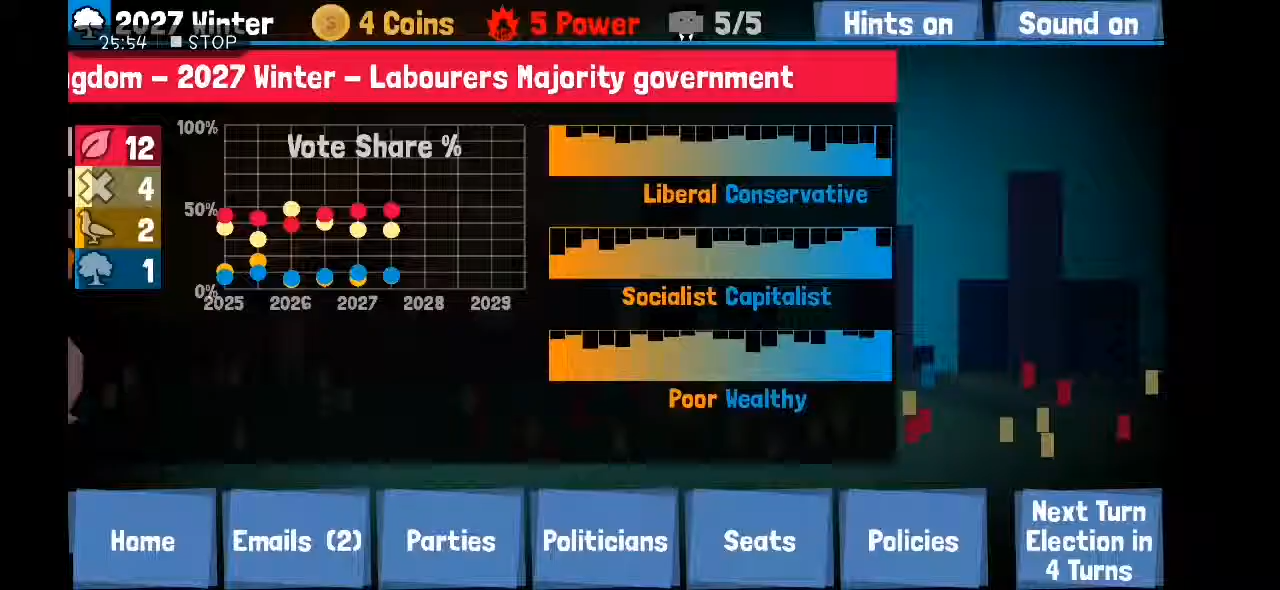 2027 Winter
4 Coins
5 Power
5/5
Hints on
Sound on
25:54
STOP
ngdom – 2027 Winter – Labourers Majority government
12
4
2
1
Vote Share %
100%
50%
0%
2025 2026 2027 2028 2029
Liberal Conservative
Socialist Capitalist
Poor Wealthy
Home
Emails (2)
Parties
Politicians
Seats
Policies
Next Turn
Election in
4 Turns